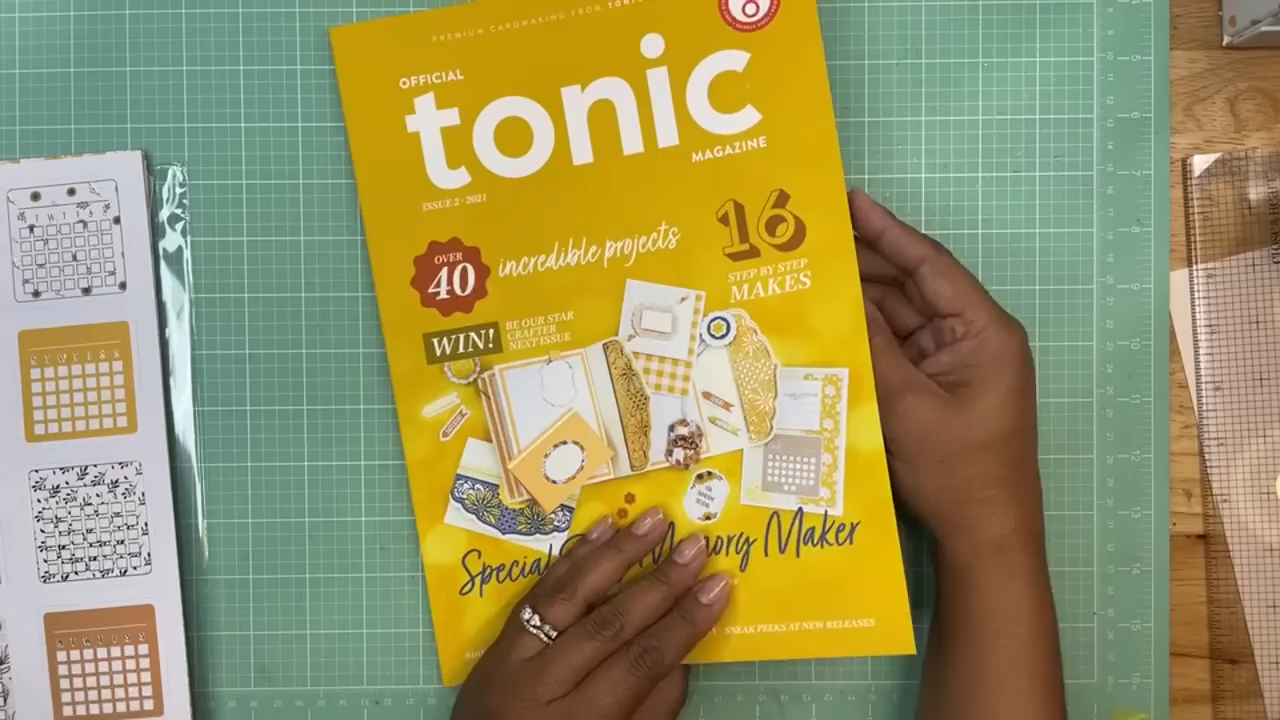 PREMIUM CARDMAKING FROM TONIC
OFFICIAL
tonic
MAGAZINE
ISSUE 2 · 2021
OVER
40
incredible projects
16
STEP BY STEP
MAKES
WIN!
BE OUR STAR
CRAFTER
NEXT ISSUE
Special
Memory Maker
SNEAK PEEKS AT NEW RELEASES